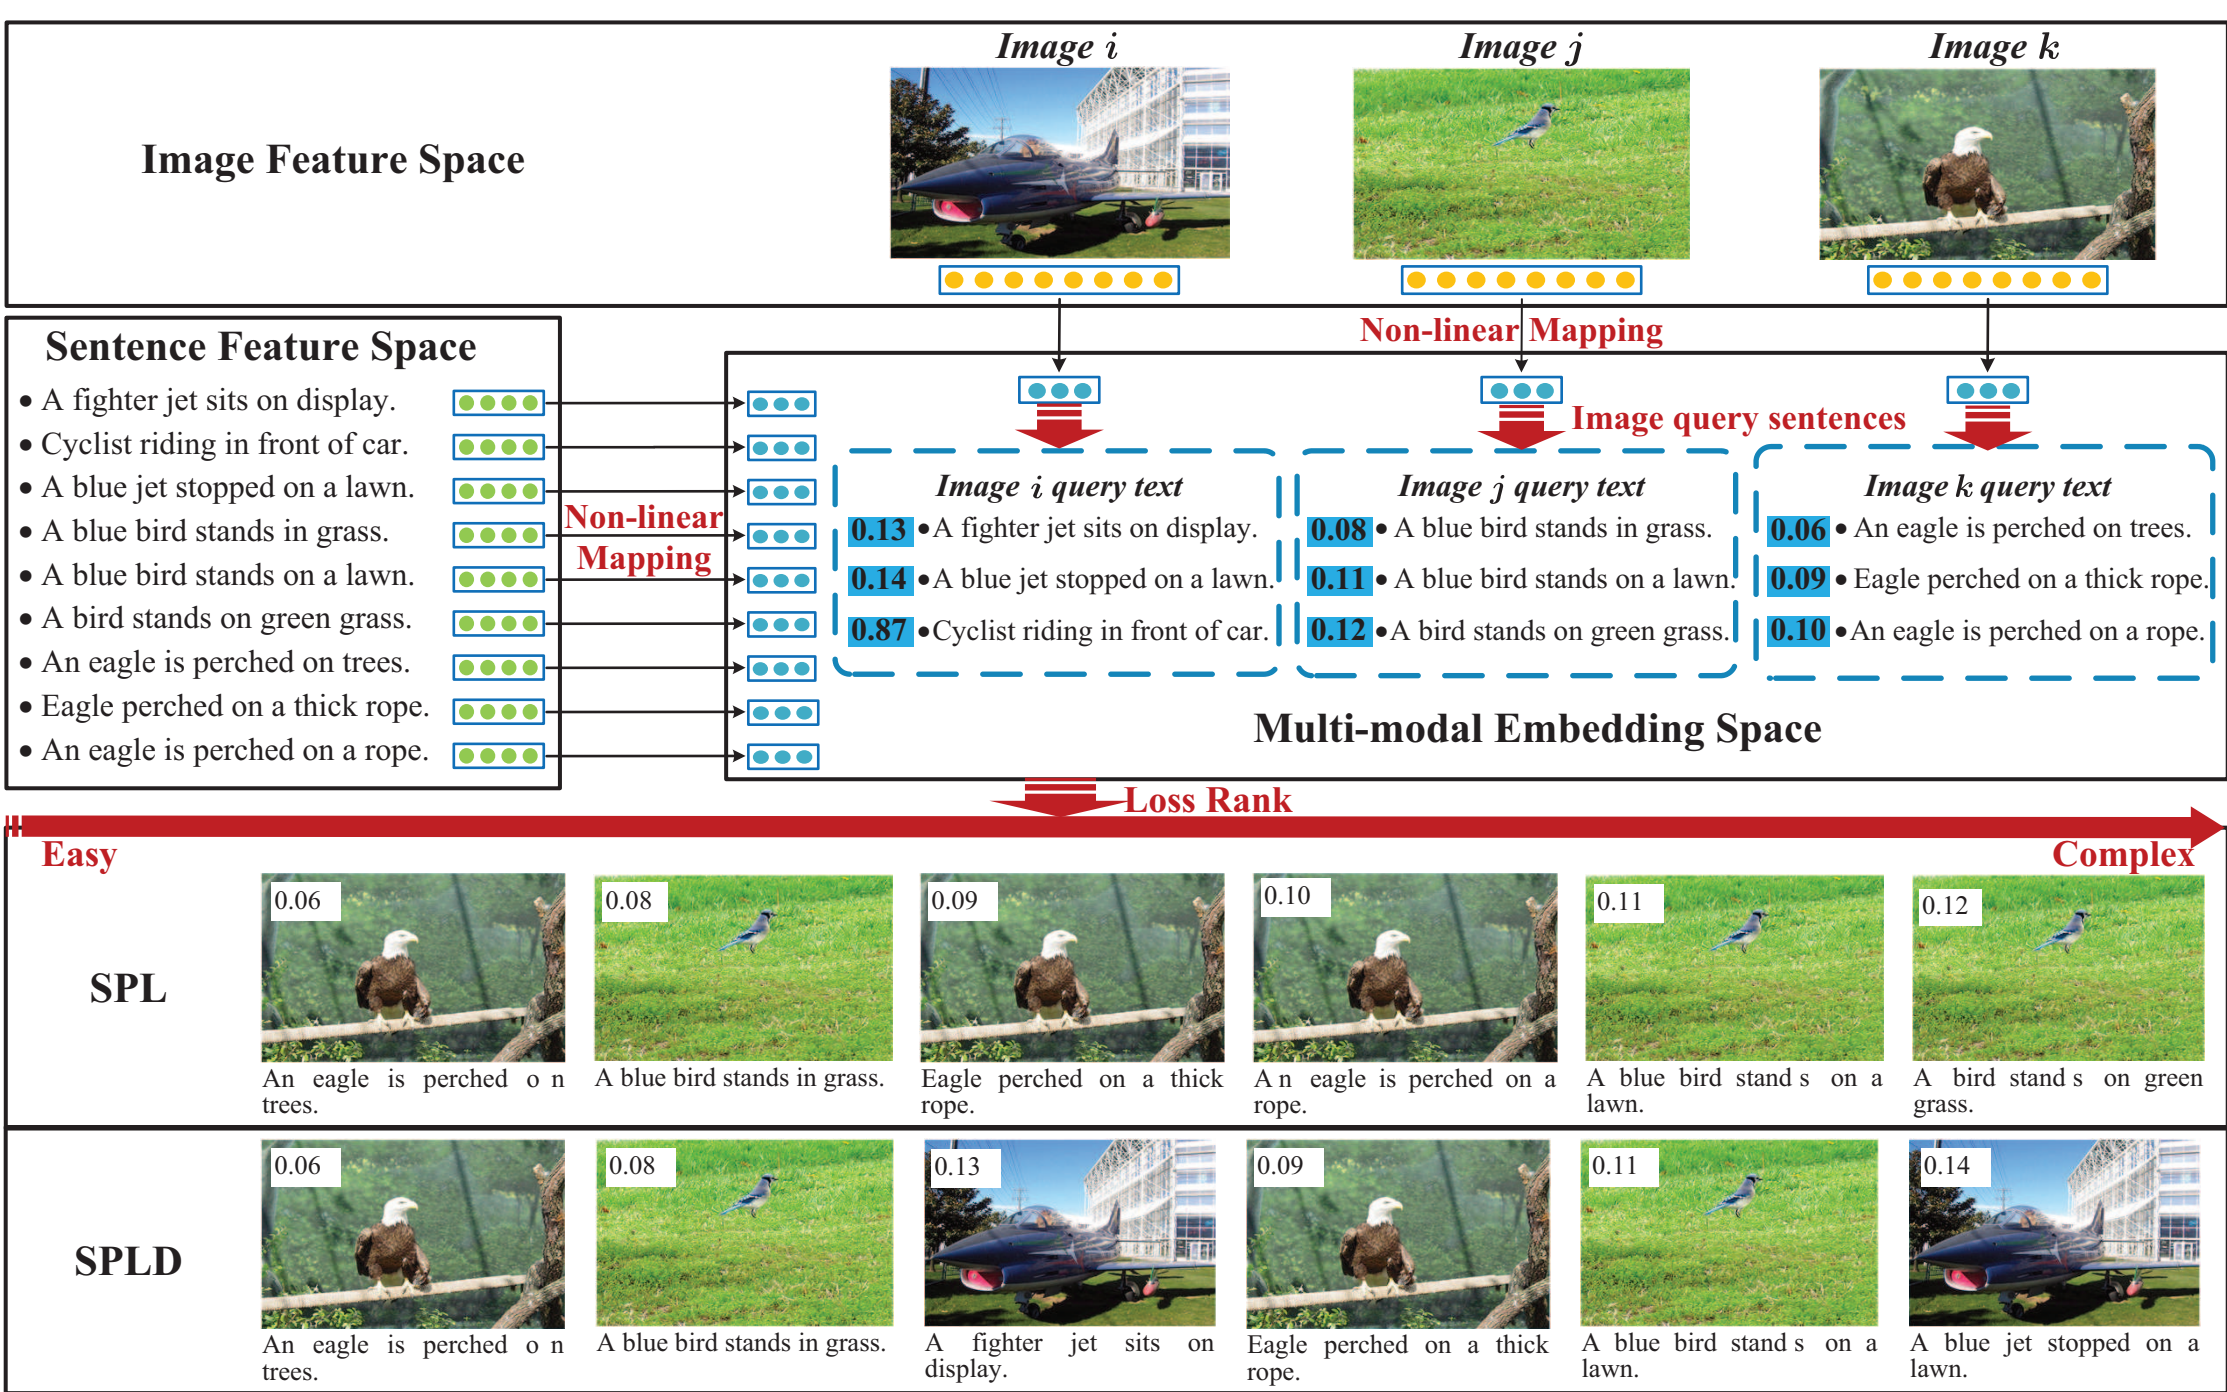 Image i
Image j
Image k
Image Feature Space
Non-linear Mapping
Sentence Feature Space
• A fighter jet sits on display.
• Cyclist riding in front of car.
• A blue jet stopped on a lawn.
• A blue bird stands in grass.
• A blue bird stands on a lawn.
• A bird stands on green grass.
• An eagle is perched on trees.
• Eagle perched on a thick rope.
• An eagle is perched on a rope.
Non-linear
Mapping
Image query sentences
Image i query text
0.13 • A fighter jet sits on display.
0.14 • A blue jet stopped on a lawn.
0.87 • Cyclist riding in front of car.
Image j query text
0.08 • A blue bird stands in grass.
0.11 • A blue bird stands on a lawn.
0.12 • A bird stands on green grass.
Image k query text
0.06 • An eagle is perched on trees.
0.09 • Eagle perched on a thick rope.
0.10 • An eagle is perched on a rope.
Multi-modal Embedding Space
Loss Rank
Easy
Complex
SPL
0.06
An eagle is perched o n
trees.
0.08
A blue bird stands in grass.
0.09
Eagle perched on a thick
rope.
0.10
A n eagle is perched on a
rope.
0.11
A blue bird stand s on a
lawn.
0.12
A bird stand s on green
grass.
SPLD
0.06
An eagle is perched o n
trees.
0.08
A blue bird stands in grass.
0.13
A fighter jet sits on
display.
0.09
Eagle perched on a thick
rope.
0.11
A blue bird stand s on a
lawn.
0.14
A blue jet stopped on a
lawn.